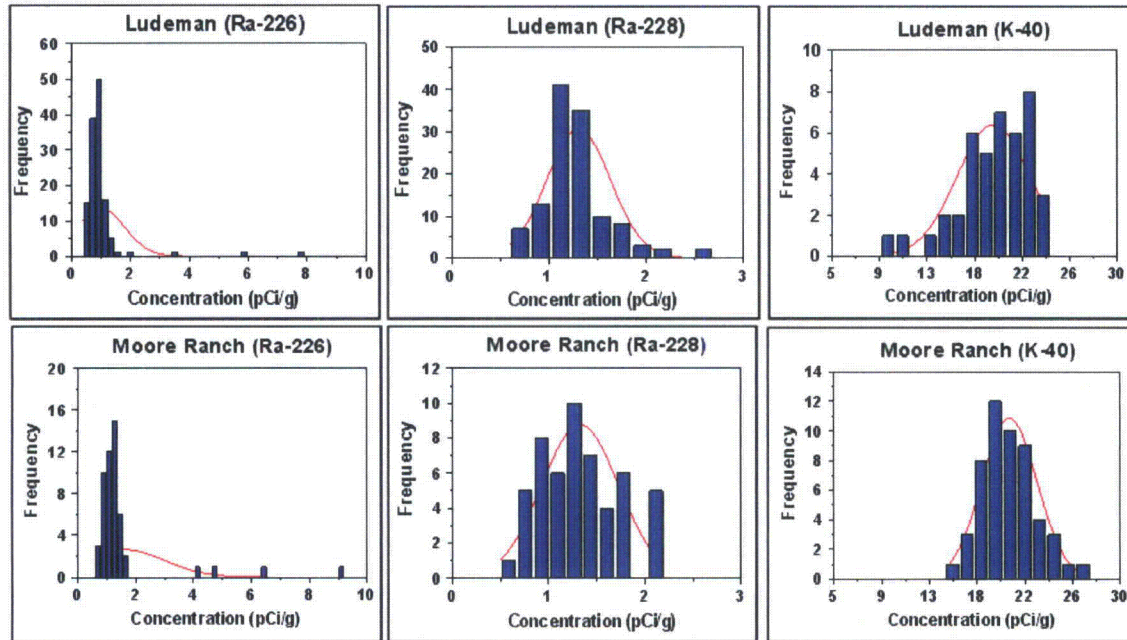 Ludeman (Ra-226)
60
50
40
30
20
10
0
Frequency
0 2 4 6 8 10
Concentration (pCi/g)
Ludeman (Ra-228)
50
40
30
20
10
0
Frequency
0 1 2 3
Concentration (pCi/g)
Ludeman (K-40)
10
8
6
4
2
0
Frequency
5 9 13 18 22 26 30
Concentration (pCi/g)
Moore Ranch (Ra-226)
20
16
12
8
4
0
Frequency
0 2 4 6 8 10
Concentration (pCi/g)
Moore Ranch (Ra-228)
12
10
8
6
4
2
0
Frequency
0 1 2 3
Concentration (pCi/g)
Moore Ranch (K-40)
14
12
10
8
6
4
2
0
Frequency
5 9 13 18 22 26 30
Concentration (pCi/g)